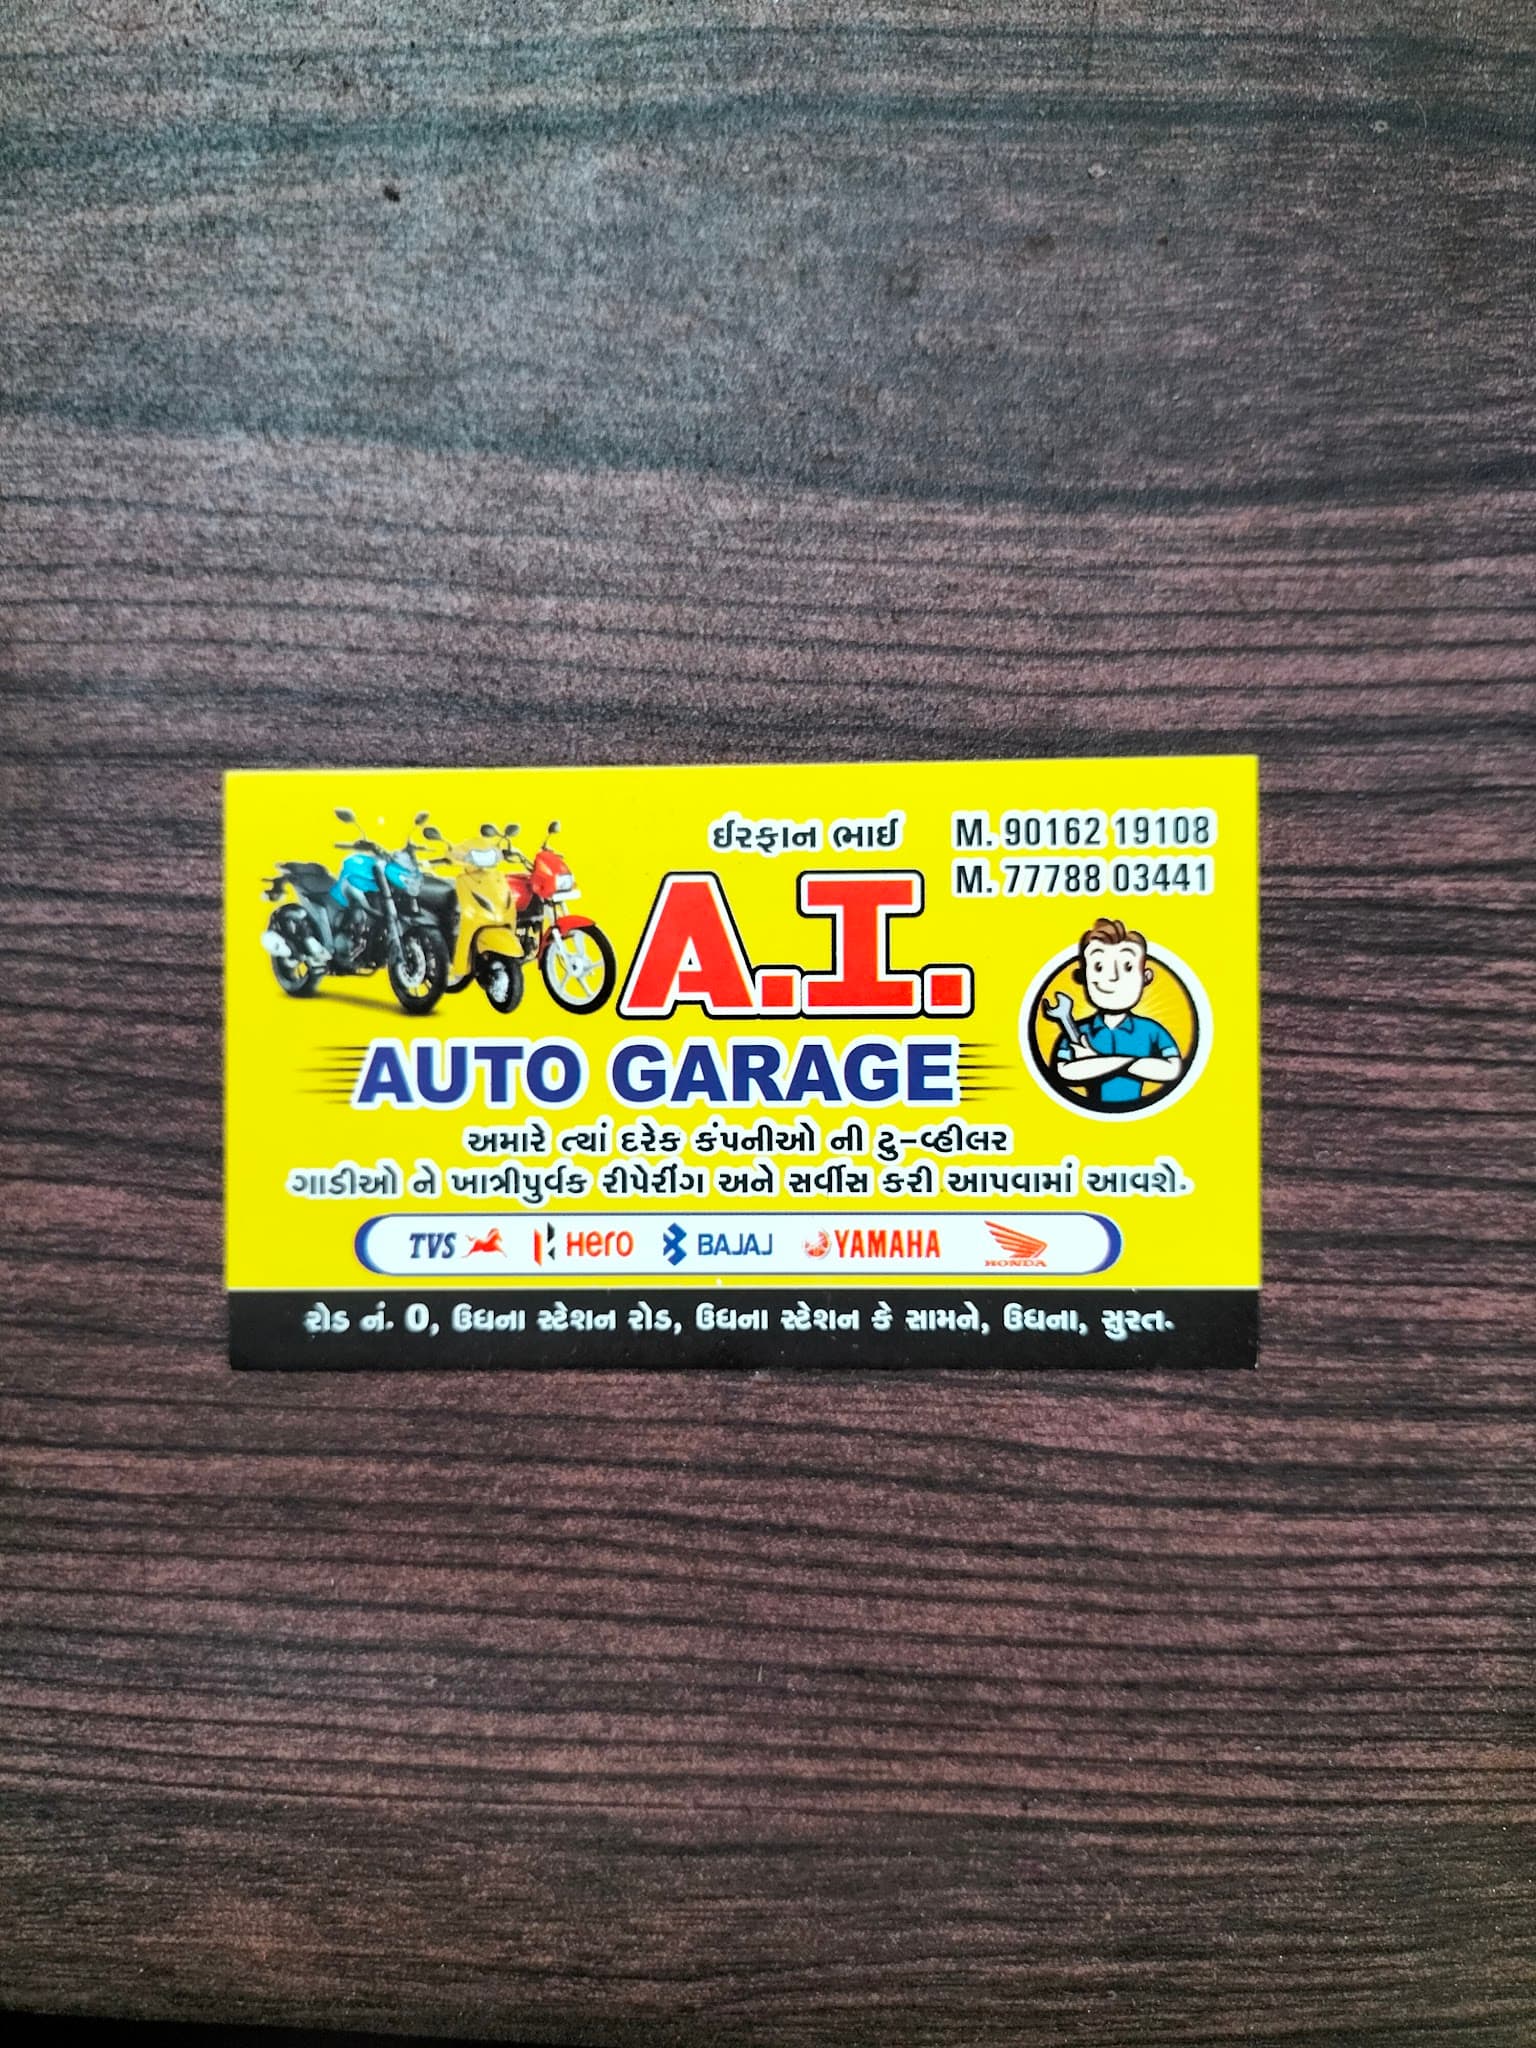 ઈરફાન ભાઈ
M. 90162 19108
M. 77788 03441
A.I.
AUTO GARAGE
અમારે ત્યાં દરેક કંપનીઓ ની ટુ-વ્હીલર
ગાડીઓ ને ખાત્રીપુર્વક રીપેરીંગ અને સર્વીસ કરી આપવામાં આવશે.
TVS Hero BAJAJ YAMAHA HONDA
રોડ નં. 0, ઉધના સ્ટેશન રોડ, ઉધના સ્ટેશન કે સામને, ઉધના, સુરત.